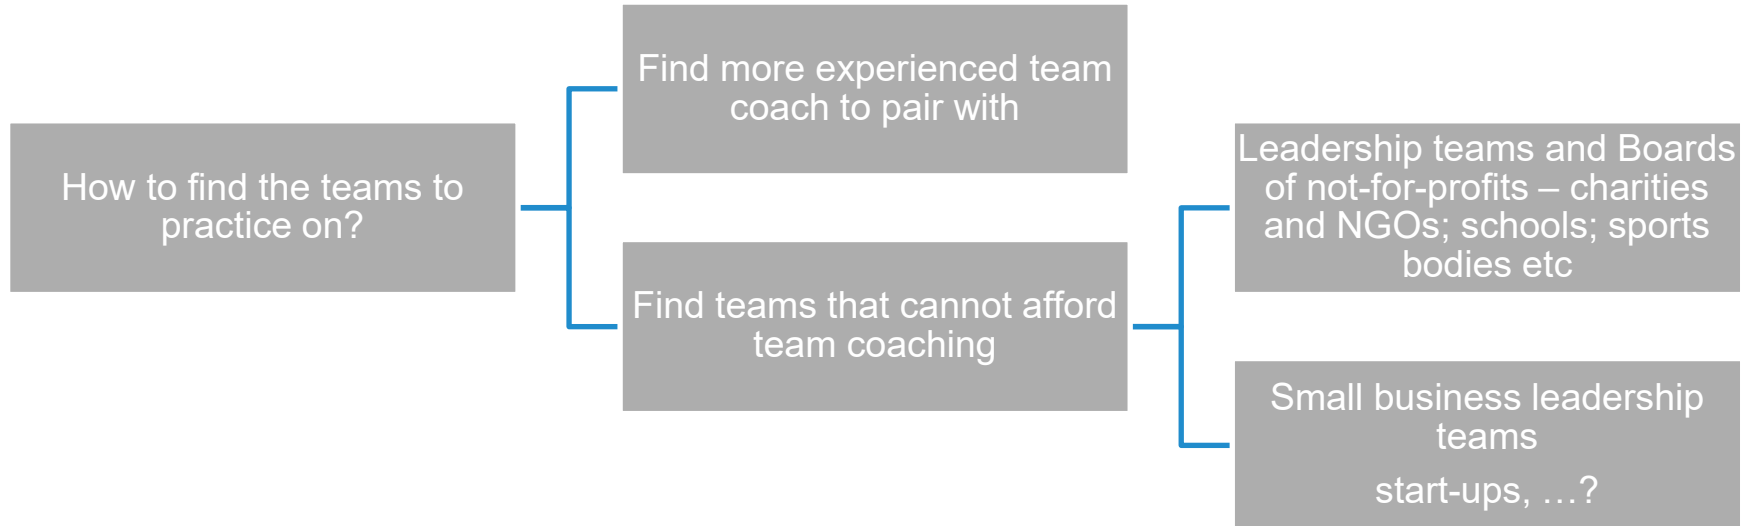 How to find the teams to
practice on?
Find more experienced team
coach to pair with
Find teams that cannot afford
team coaching
Leadership teams and Boards
of not-for-profits – charities
and NGOs; schools; sports
bodies etc
Small business leadership
teams
start-ups, …?